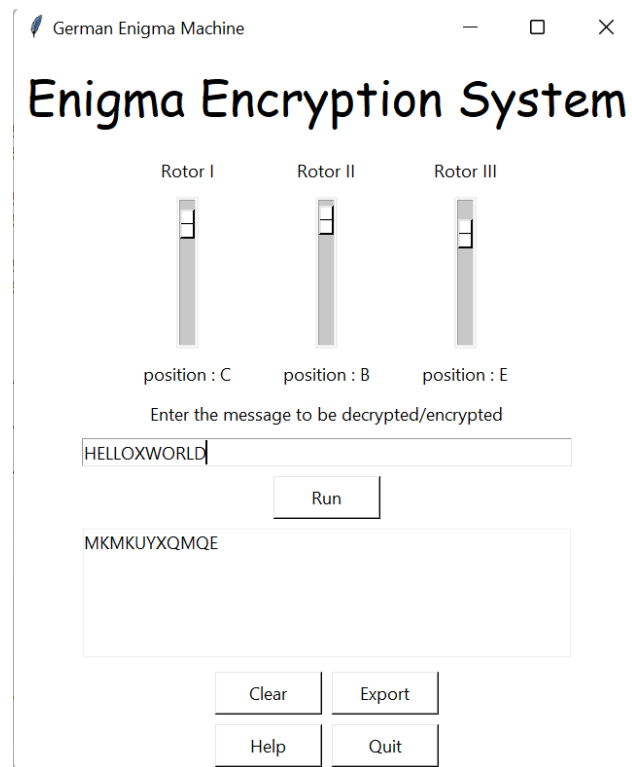 German Enigma Machine
Enigma Encryption System
Rotor I Rotor II Rotor III
position : C position : B position : E
Enter the message to be decrypted/encrypted
HELLOXWORLD
Run
MKMKUYXQMQE
Clear Export
Help Quit